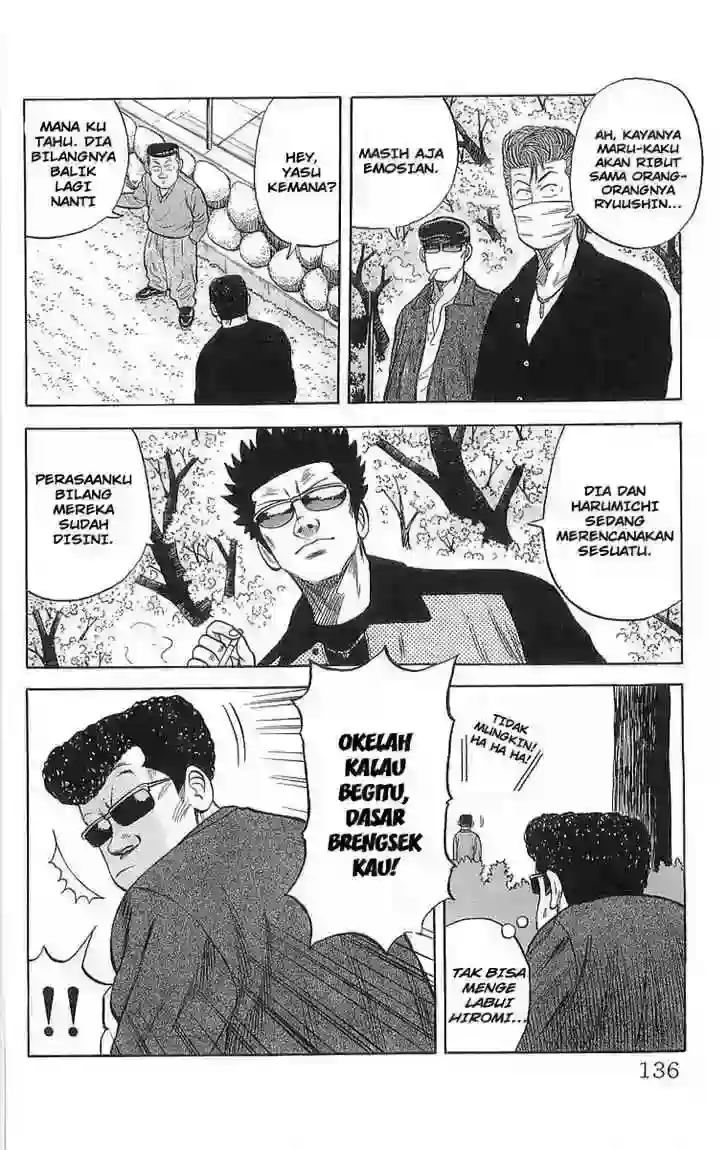 AH, KAYANYA
MARU-KAKU
AKAN RIBUT
SAMA ORANG-
ORANGNYA
RYUUSHIN...
MASIH AJA
EMOSIAN.
HEY,
YASU
KEMANA?
MANA KU
TAHU. DIA
BILANGNYA
BALIK
LAGI
NANTI
DIA DAN
HARUMICHI
SEDANG
MERENCANAKAN
SESUATU.
PERASAANKU
BILANG
MEREKA
SUDAH
DISINI.
TIDAK
MUNGKIN!
HA HA HA!
TAK BISA
MENGE
LABUI
HIROMI...
OKELAH
KALAU
BEGITU,
DASAR
BRENGSEK
KAU!
!!
136